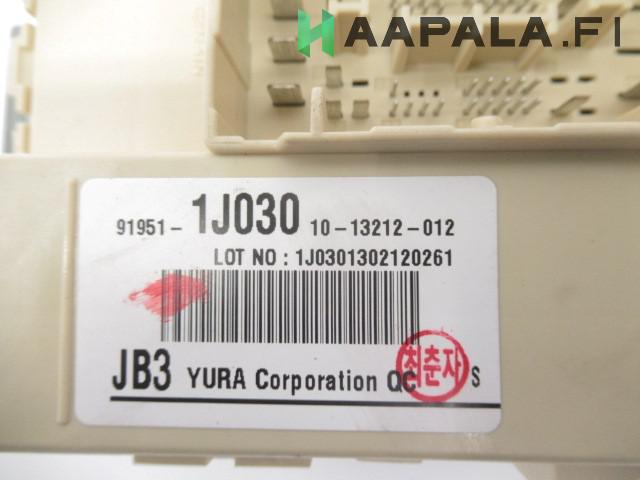 HAAPALA.FI
91951-1J030 10-13212-012
LOT NO : 1J0301302120261
JB3 YURA Corporation QC S
최춘자